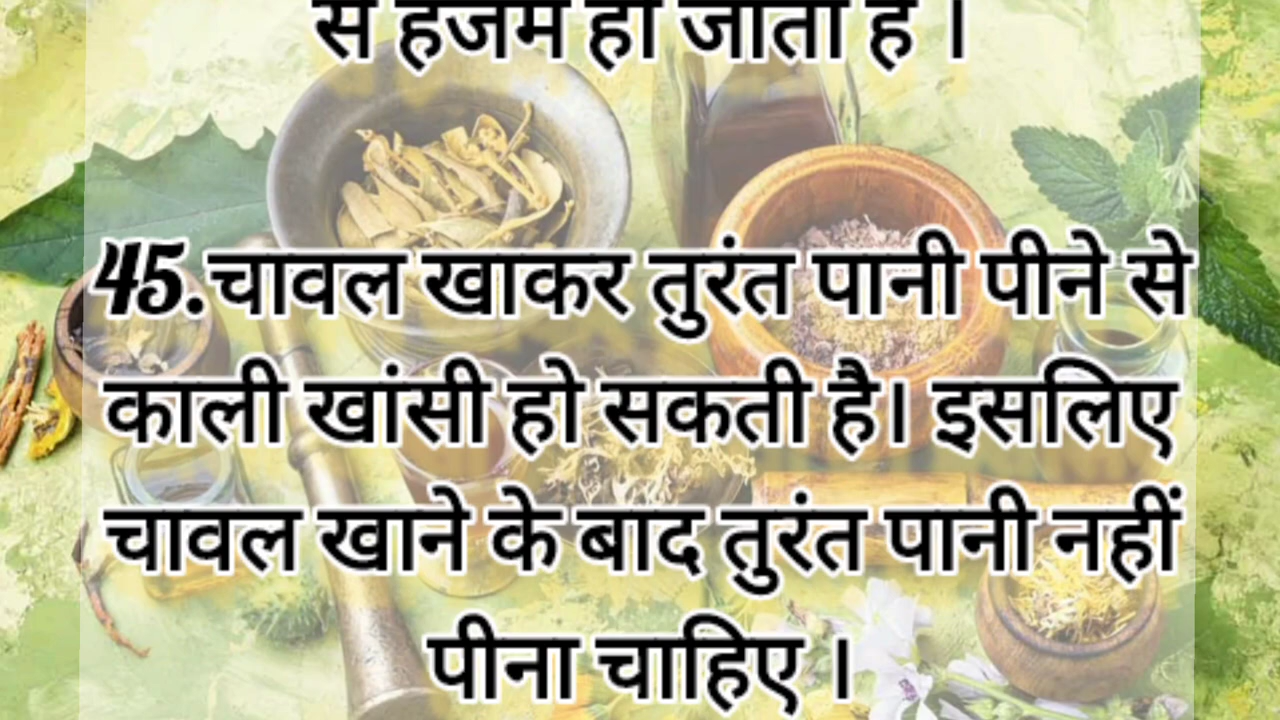 से हजम हो जाता है ।
45.चावल खाकर तुरंत पानी पीने से
काली खांसी हो सकती है। इसलिए
चावल खाने के बाद तुरंत पानी नहीं
पीना चाहिए ।